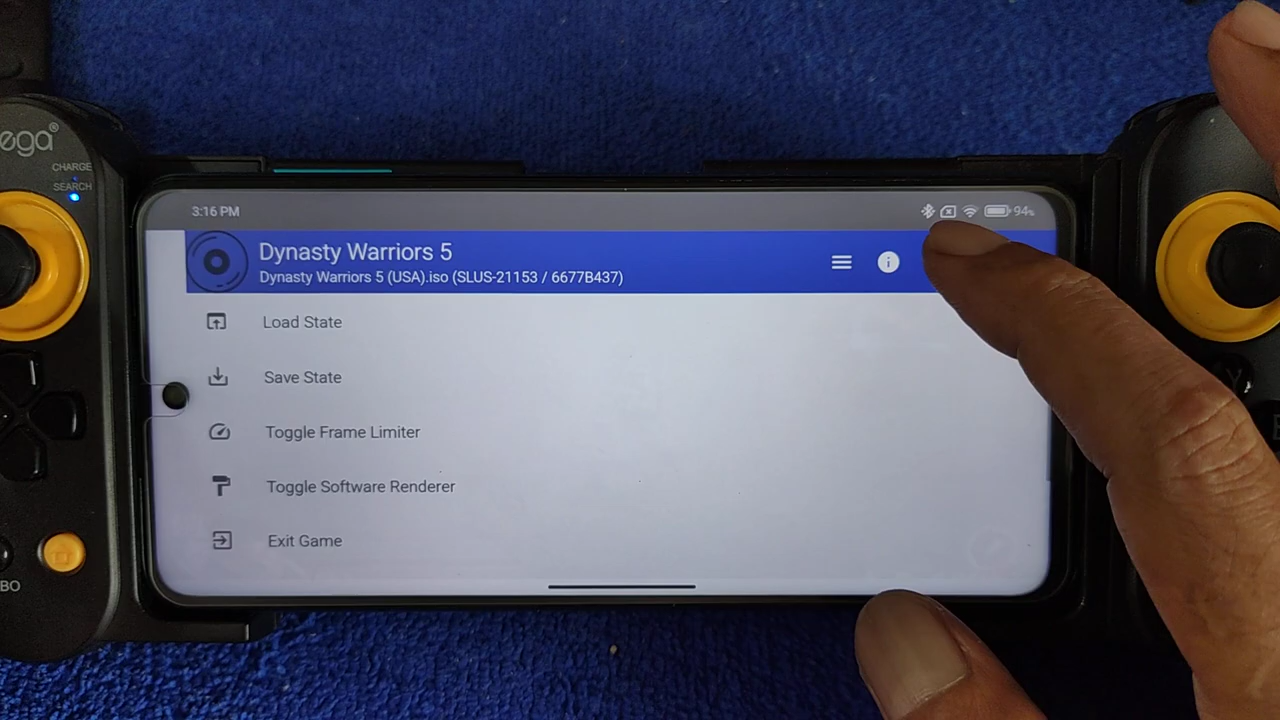 ega®
CHARGE
SEARCH
3:16 PM
94%
Dynasty Warriors 5
Dynasty Warriors 5 (USA).iso (SLUS-21153 / 6677B437)
Load State
Save State
Toggle Frame Limiter
Toggle Software Renderer
Exit Game
BO
Y